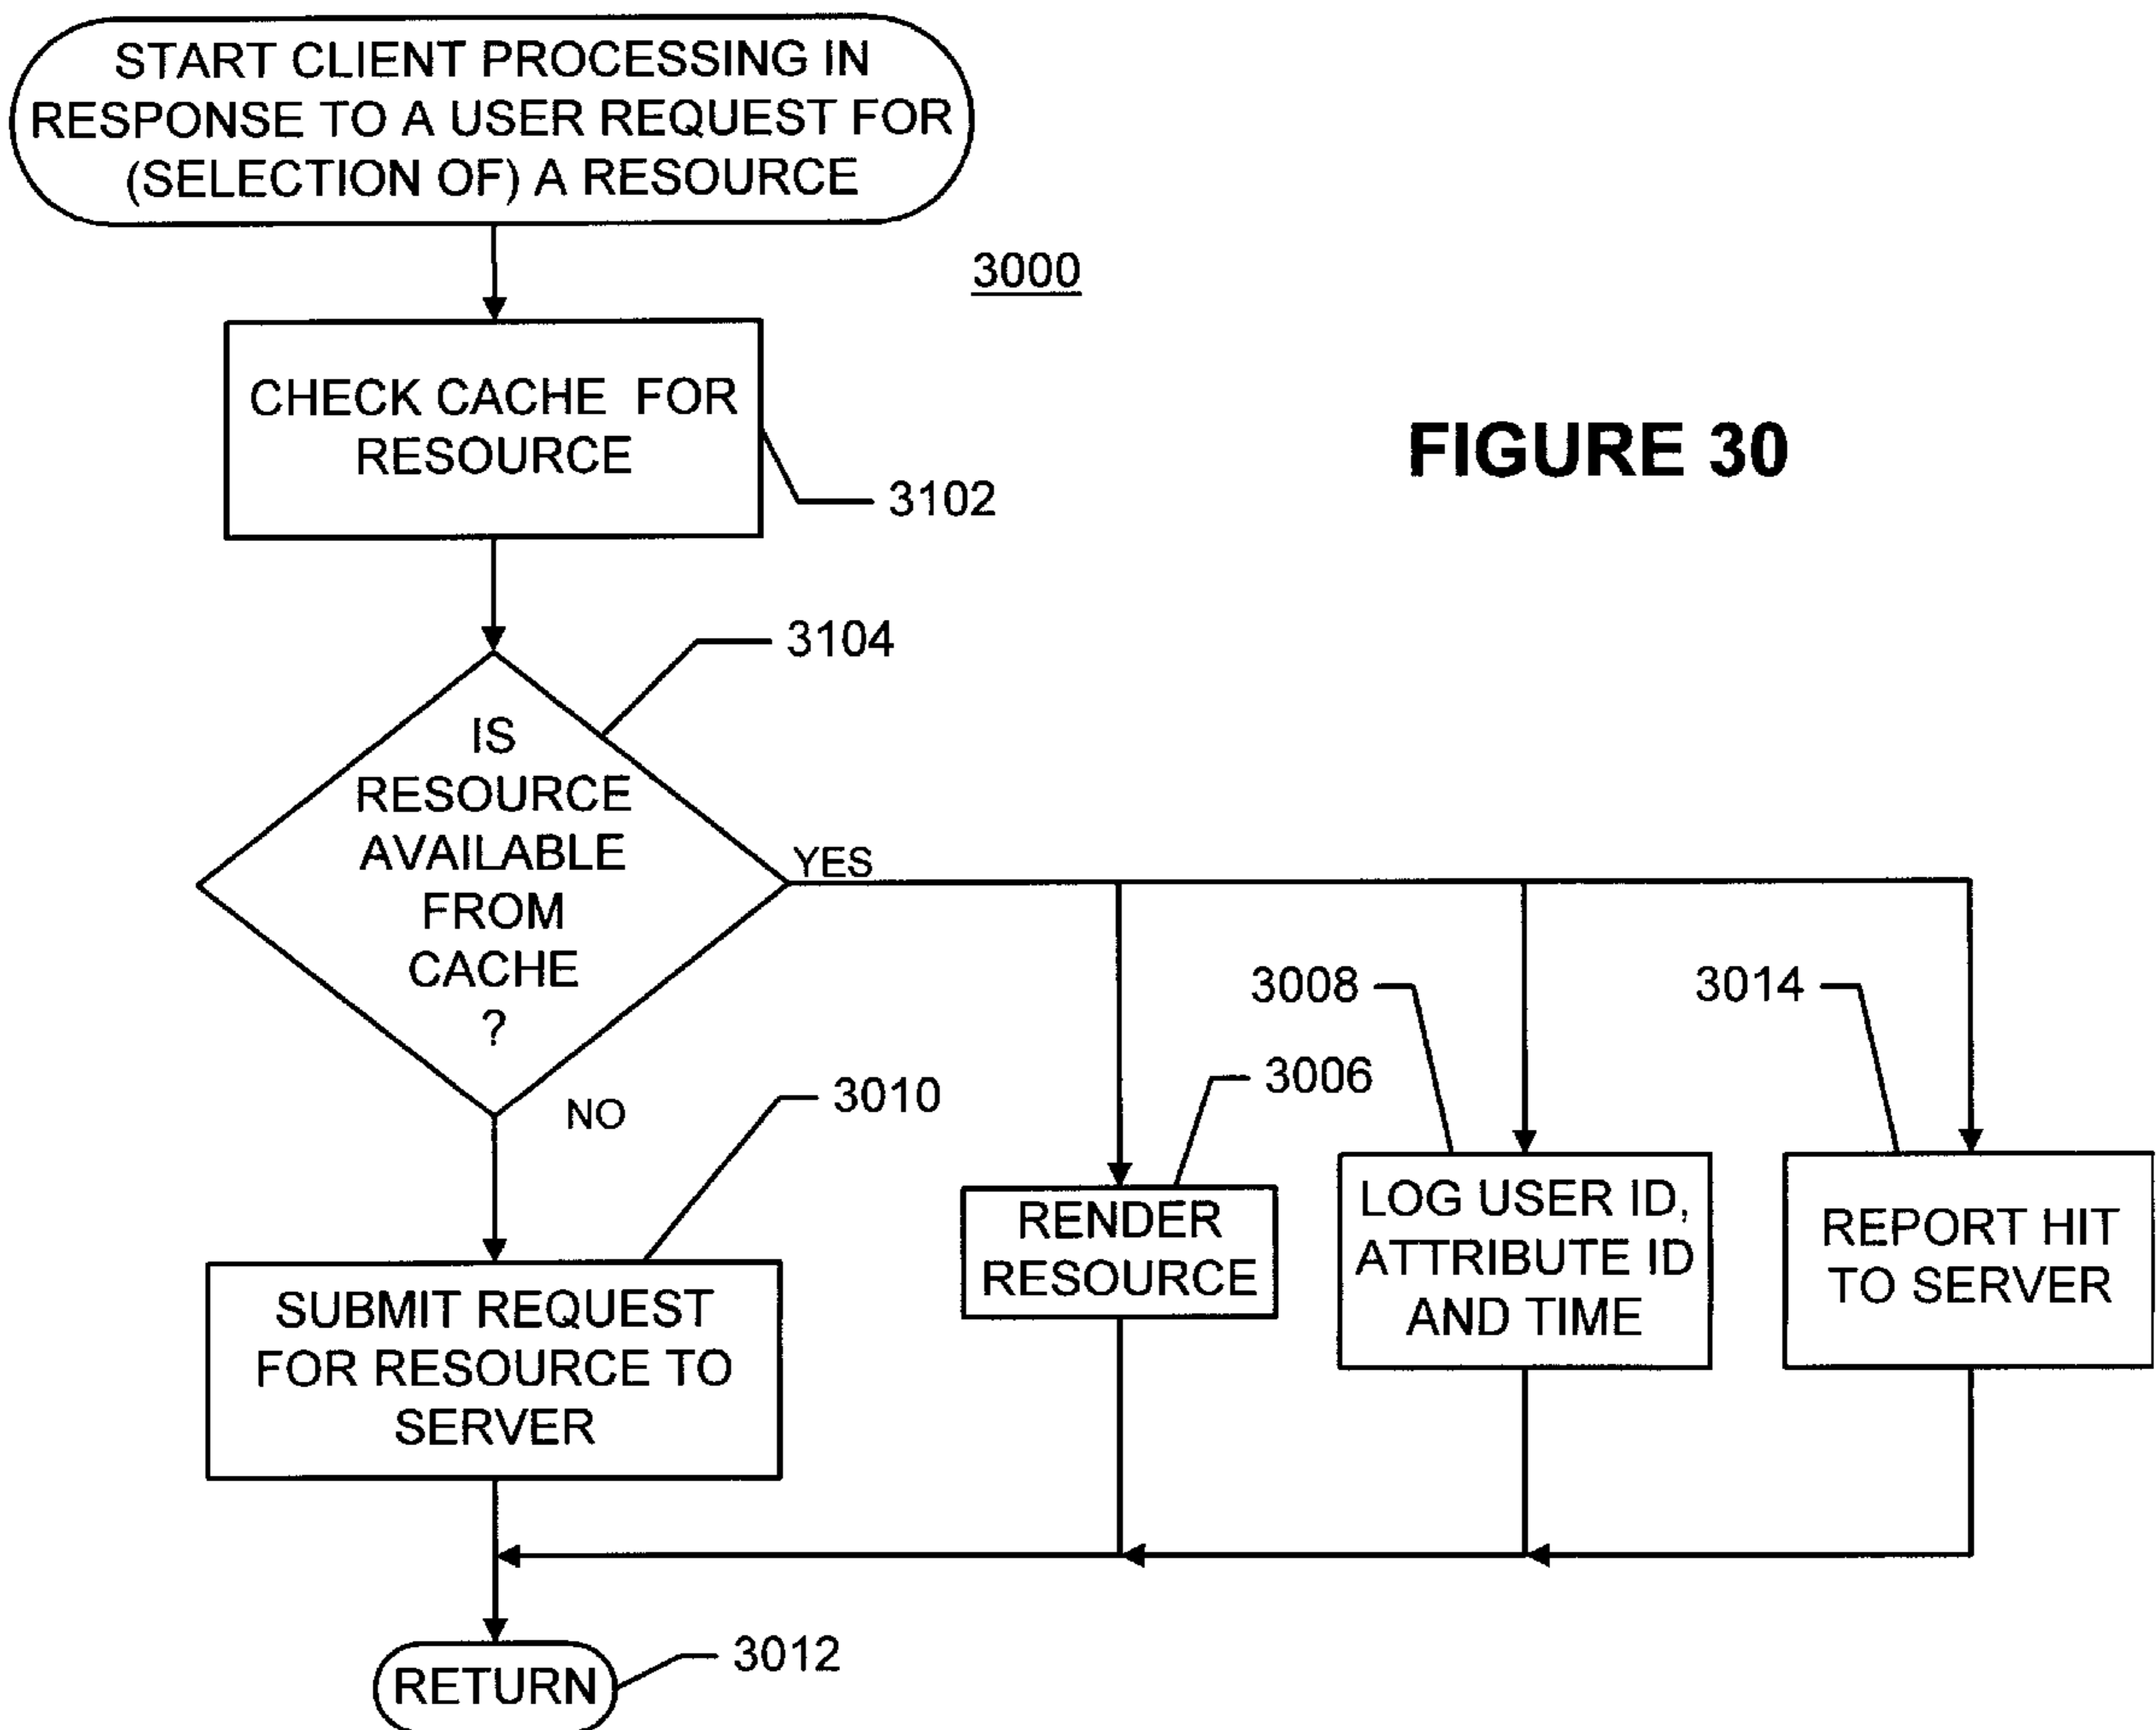 START CLIENT PROCESSING IN
RESPONSE TO A USER REQUEST FOR
(SELECTION OF) A RESOURCE
3000
CHECK CACHE FOR
RESOURCE
3102
FIGURE 30
3104
IS
RESOURCE
AVAILABLE
FROM
CACHE
?
YES
NO
3010
3006
3008
3014
SUBMIT REQUEST
FOR RESOURCE TO
SERVER
RENDER
RESOURCE
LOG USER ID,
ATTRIBUTE ID
AND TIME
REPORT HIT
TO SERVER
RETURN
3012